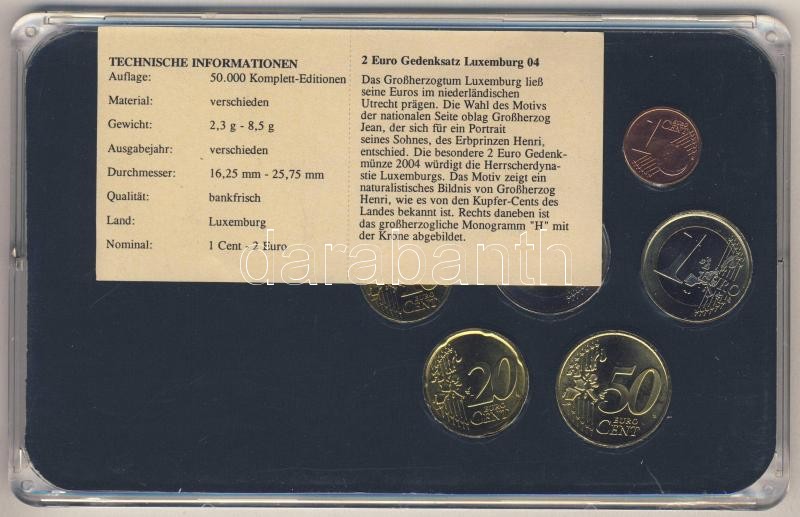 TECHNISCHE INFORMATIONEN
Auflage: 50.000 Komplett-Editionen
Material: verschieden
Gewicht: 2,3 g - 8,5 g
Ausgabejahr: verschieden
Durchmesser: 16,25 mm - 25,75 mm
Qualität: bankfrisch
Land: Luxemburg
Nominal: 1 Cent - 2 Euro
2 Euro Gedenksatz Luxemburg 04
Das Großherzogtum Luxemburg ließ
seine Euros im niederländischen
Utrecht prägen. Die Wahl des Motivs
der nationalen Seite oblag Großherzog
Jean, der sich für ein Portrait
seines Sohnes, des Erbprinzen Henri,
entschied. Die besondere 2 Euro Gedenk-
münze 2004 würdigt die Herrscherdyna-
stie Luxemburgs. Das Motiv zeigt ein
naturalistisches Bildnis von Großherzog
Henri, wie es von den Kupfer-Cents des
Landes bekannt ist. Rechts daneben ist
das großherzogliche Monogramm "H" mit
der Krone abgebildet.
darabanth
1 EURO CENT
1 EURO
EURO CENT
20 EURO CENT
50 EURO CENT